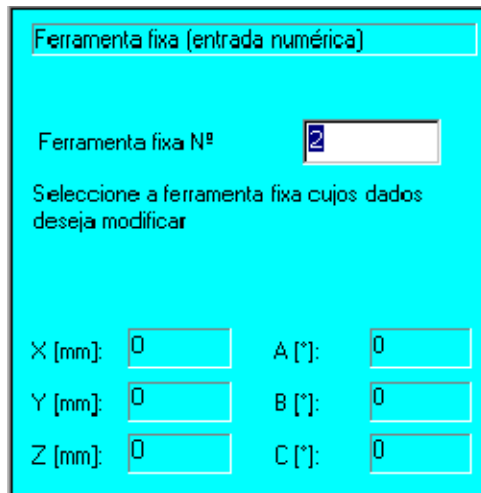 Ferramenta fixa (entrada numérica)
Ferramenta fixa Nº 2
Seleccione a ferramenta fixa cujos dados
deseja modificar
X [mm]: 0 A [°]: 0
Y [mm]: 0 B [°]: 0
Z [mm]: 0 C [°]: 0